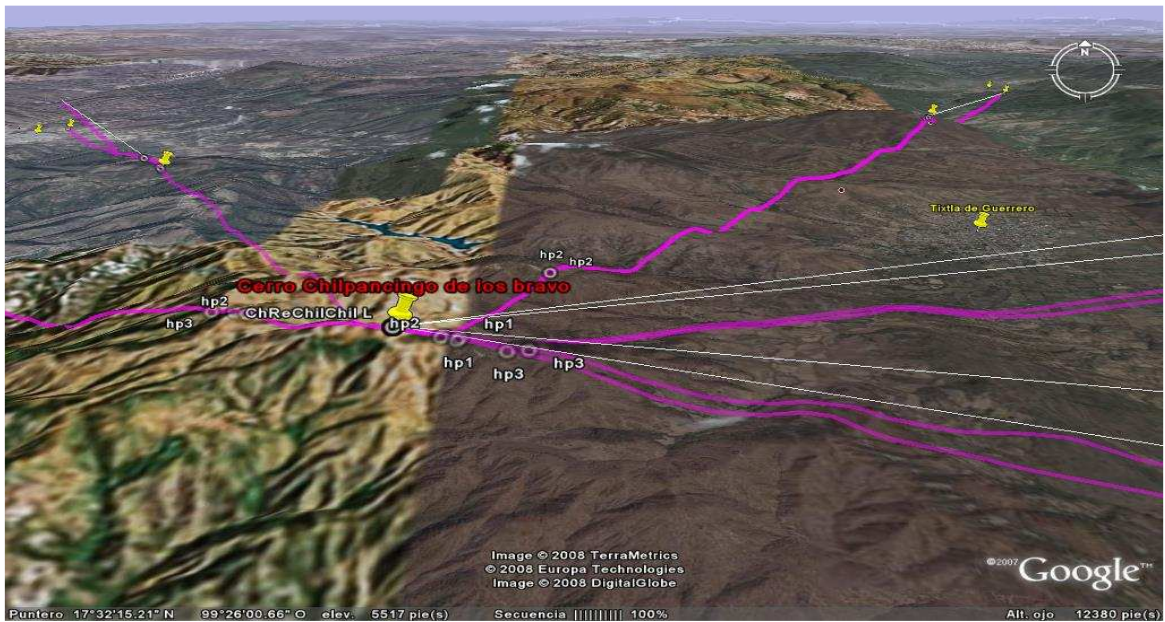 N
Tixtla de Guerrero
hp2
hp2
Cerro Chilpancingo de los bravo
hp2
ChReChilChil L
hp3
hp2
hp1
hp1
hp3
hp3
Image © 2008 TerraMetrics
© 2008 Europa Technologies
Image © 2008 DigitalGlobe
©2007 Google™
Puntero 17°32'15.21" N 99°26'00.66" O elev. 5517 pie(s) Secuencia |||||||||| 100% Alt. ojo 12380 pie(s)